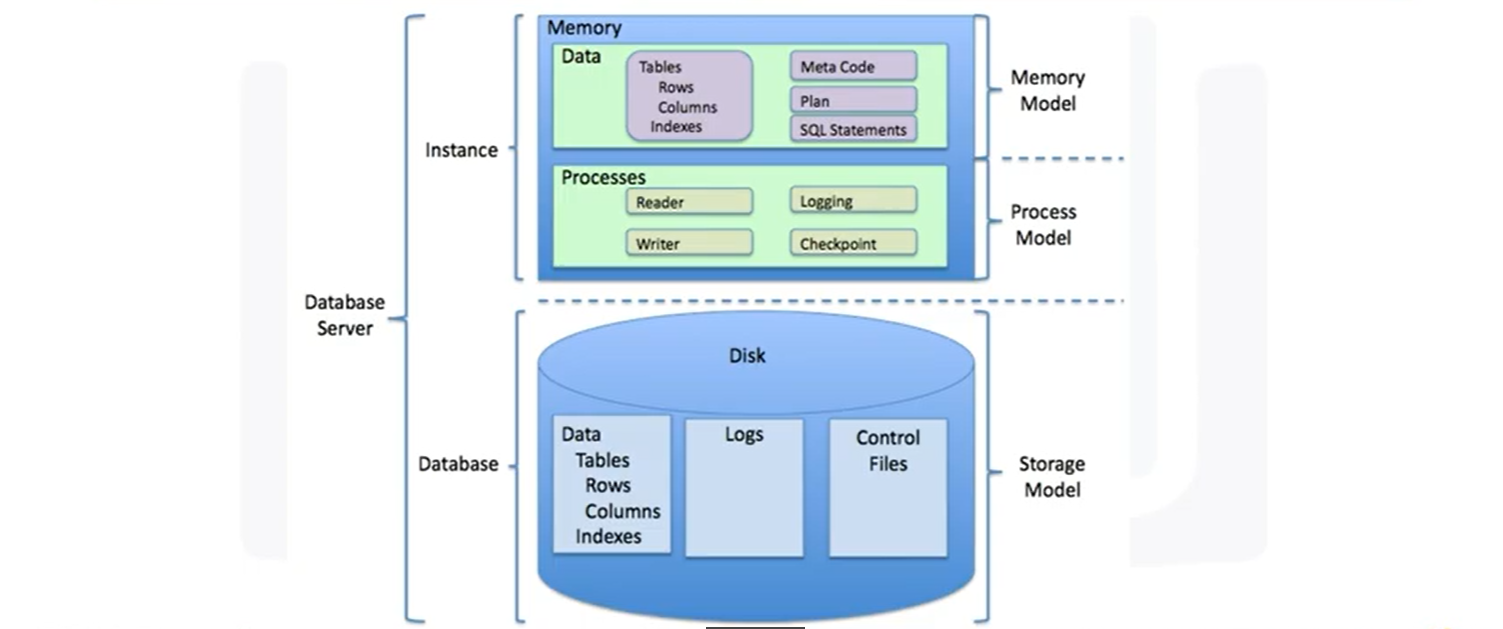 Memory
Data
Tables
Rows
Columns
Indexes
Meta Code
Plan
SQL Statements
Memory
Model
Instance
Processes
Reader
Logging
Writer
Checkpoint
Process
Model
Database
Server
Disk
Database
Data
Tables
Rows
Columns
Indexes
Logs
Control
Files
Storage
Model